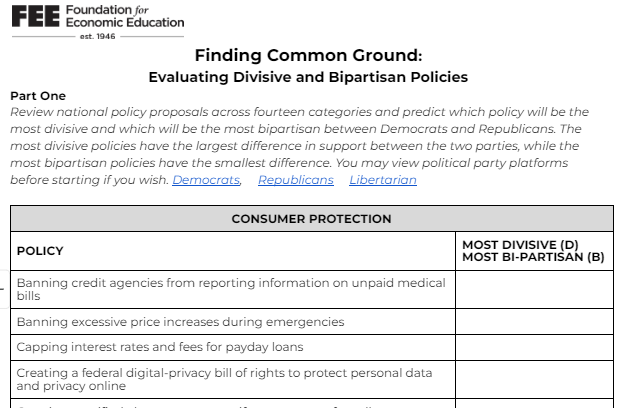 FEE Foundation for
Economic Education
est. 1946
Finding Common Ground:
Evaluating Divisive and Bipartisan Policies
Part One
Review national policy proposals across fourteen categories and predict which policy will be the
most divisive and which will be the most bipartisan between Democrats and Republicans. The
most divisive policies have the largest difference in support between the two parties, while the
most bipartisan policies have the smallest difference. You may view political party platforms
before starting if you wish. Democrats, Republicans Libertarian
CONSUMER PROTECTION
POLICY
MOST DIVISIVE (D)
MOST BI-PARTISAN (B)
Banning credit agencies from reporting information on unpaid medical
bills
Banning excessive price increases during emergencies
Capping interest rates and fees for payday loans
Creating a federal digital-privacy bill of rights to protect personal data
and privacy online